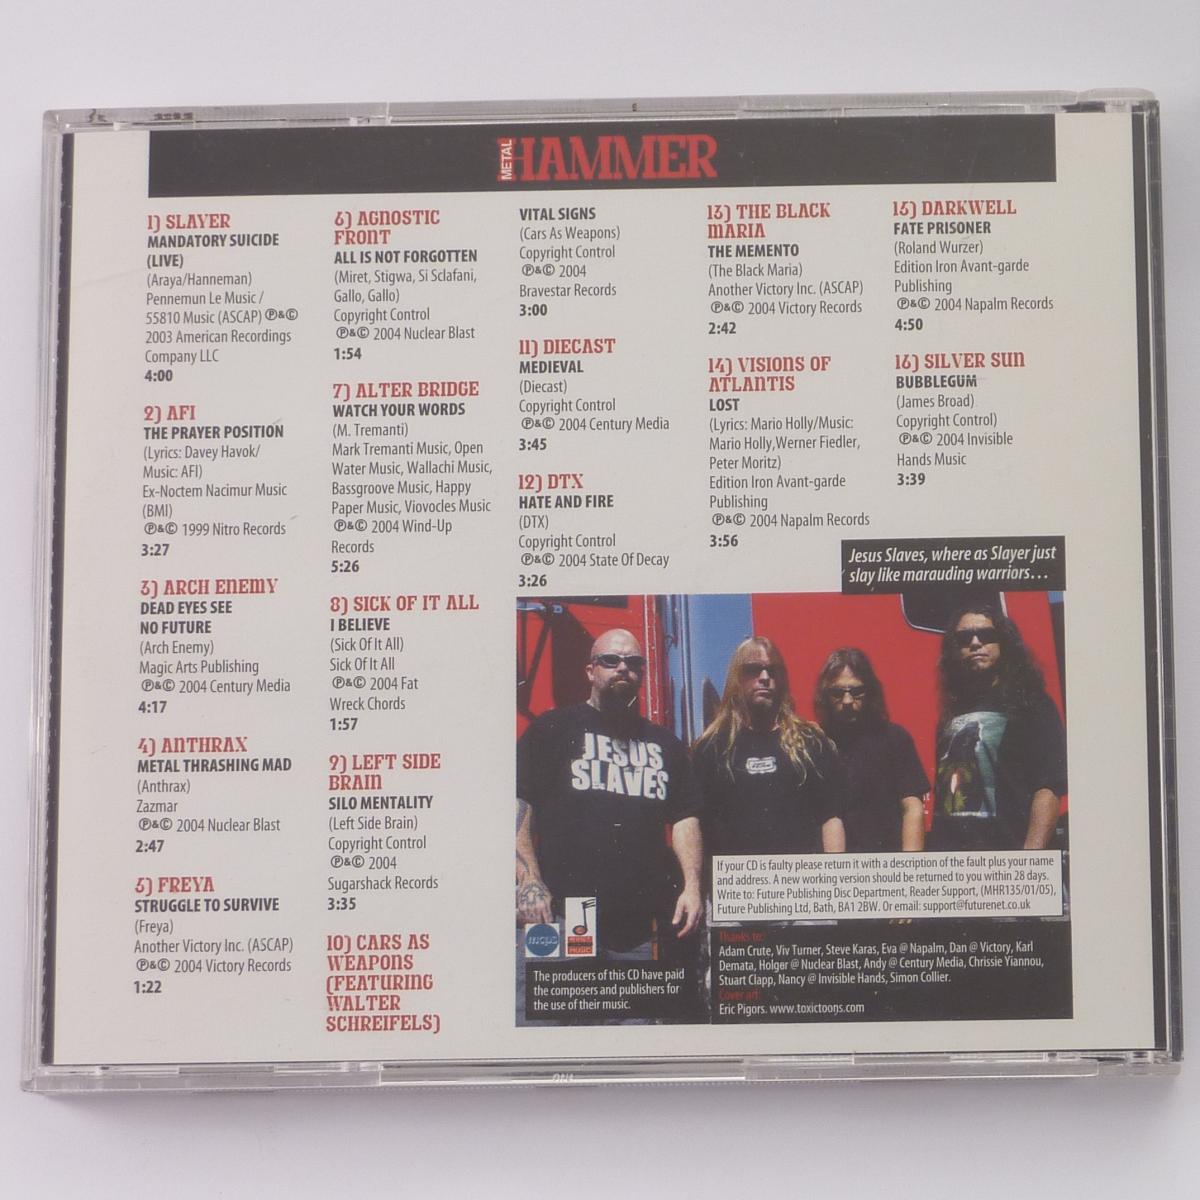 METAL HAMMER
1) SLAYER
MANDATORY SUICIDE
(LIVE)
(Araya/Hanneman)
Pennemun Le Music /
55810 Music (ASCAP) ℗&©
2003 American Recordings
Company LLC
4:00
2) AFI
THE PRAYER POSITION
(Lyrics: Davey Havok/
Music: AFI)
Ex-Noctem Nacimur Music
(BMI)
℗&© 1999 Nitro Records
3:27
3) ARCH ENEMY
DEAD EYES SEE
NO FUTURE
(Arch Enemy)
Magic Arts Publishing
℗&© 2004 Century Media
4:17
4) ANTHRAX
METAL THRASHING MAD
(Anthrax)
Zazmar
℗&© 2004 Nuclear Blast
2:47
5) FREYA
STRUGGLE TO SURVIVE
(Freya)
Another Victory Inc. (ASCAP)
℗&© 2004 Victory Records
1:22
6) AGNOSTIC
FRONT
ALL IS NOT FORGOTTEN
(Miret, Stigwa, Si Sclafani,
Gallo, Gallo)
Copyright Control
℗&© 2004 Nuclear Blast
1:54
7) ALTER BRIDGE
WATCH YOUR WORDS
(M. Tremanti)
Mark Tremanti Music, Open
Water Music, Wallachi Music,
Bassgroove Music, Happy
Paper Music, Viovocles Music
℗&© 2004 Wind-Up
Records
5:26
8) SICK OF IT ALL
I BELIEVE
(Sick Of It All)
Sick Of It All
℗&© 2004 Fat
Wreck Chords
1:57
9) LEFT SIDE
BRAIN
SILO MENTALITY
(Left Side Brain)
Copyright Control
℗&© 2004
Sugarshack Records
3:35
10) CARS AS
WEAPONS
(FEATURING
WALTER
SCHREIFELS)
VITAL SIGNS
(Cars As Weapons)
Copyright Control
℗&© 2004
Bravestar Records
3:00
11) DIECAST
MEDIEVAL
(Diecast)
Copyright Control
℗&© 2004 Century Media
3:45
12) DTX
HATE AND FIRE
(DTX)
Copyright Control
℗&© 2004 State Of Decay
3:26
13) THE BLACK
MARIA
THE MEMENTO
(The Black Maria)
Another Victory Inc. (ASCAP)
℗&© 2004 Victory Records
2:42
14) VISIONS OF
ATLANTIS
LOST
(Lyrics: Mario Holly/Music:
Mario Holly,Werner Fiedler,
Peter Moritz)
Edition Iron Avant-garde
Publishing
℗&© 2004 Napalm Records
3:56
15) DARKWELL
FATE PRISONER
(Roland Wurzer)
Edition Iron Avant-garde
Publishing
℗&© 2004 Napalm Records
4:50
16) SILVER SUN
BUBBLEGUM
(James Broad)
Copyright Control)
℗&© 2004 Invisible
Hands Music
3:39
Jesus Slaves, where as Slayer just
slay like marauding warriors...
JESUS
SLAVES
If your CD is faulty please return it with a description of the fault plus your name
and address. A new working version should be returned to you within 28 days.
Write to: Future Publishing Disc Department, Reader Support, (MHR135/01/05),
Future Publishing Ltd, Bath, BA1 2BW. Or email: support@futurenet.co.uk
mcps
MUSIC
The producers of this CD have paid
the composers and publishers for
the use of their music.
Thanks to:
Adam Crute, Viv Turner, Steve Karas, Eva @ Napalm, Dan @ Victory, Karl
Demata, Holger @ Nuclear Blast, Andy @ Century Media, Chrissie Yiannou,
Stuart Clapp, Nancy @ Invisible Hands, Simon Collier.
Cover art:
Eric Pigors. www.toxictoons.com